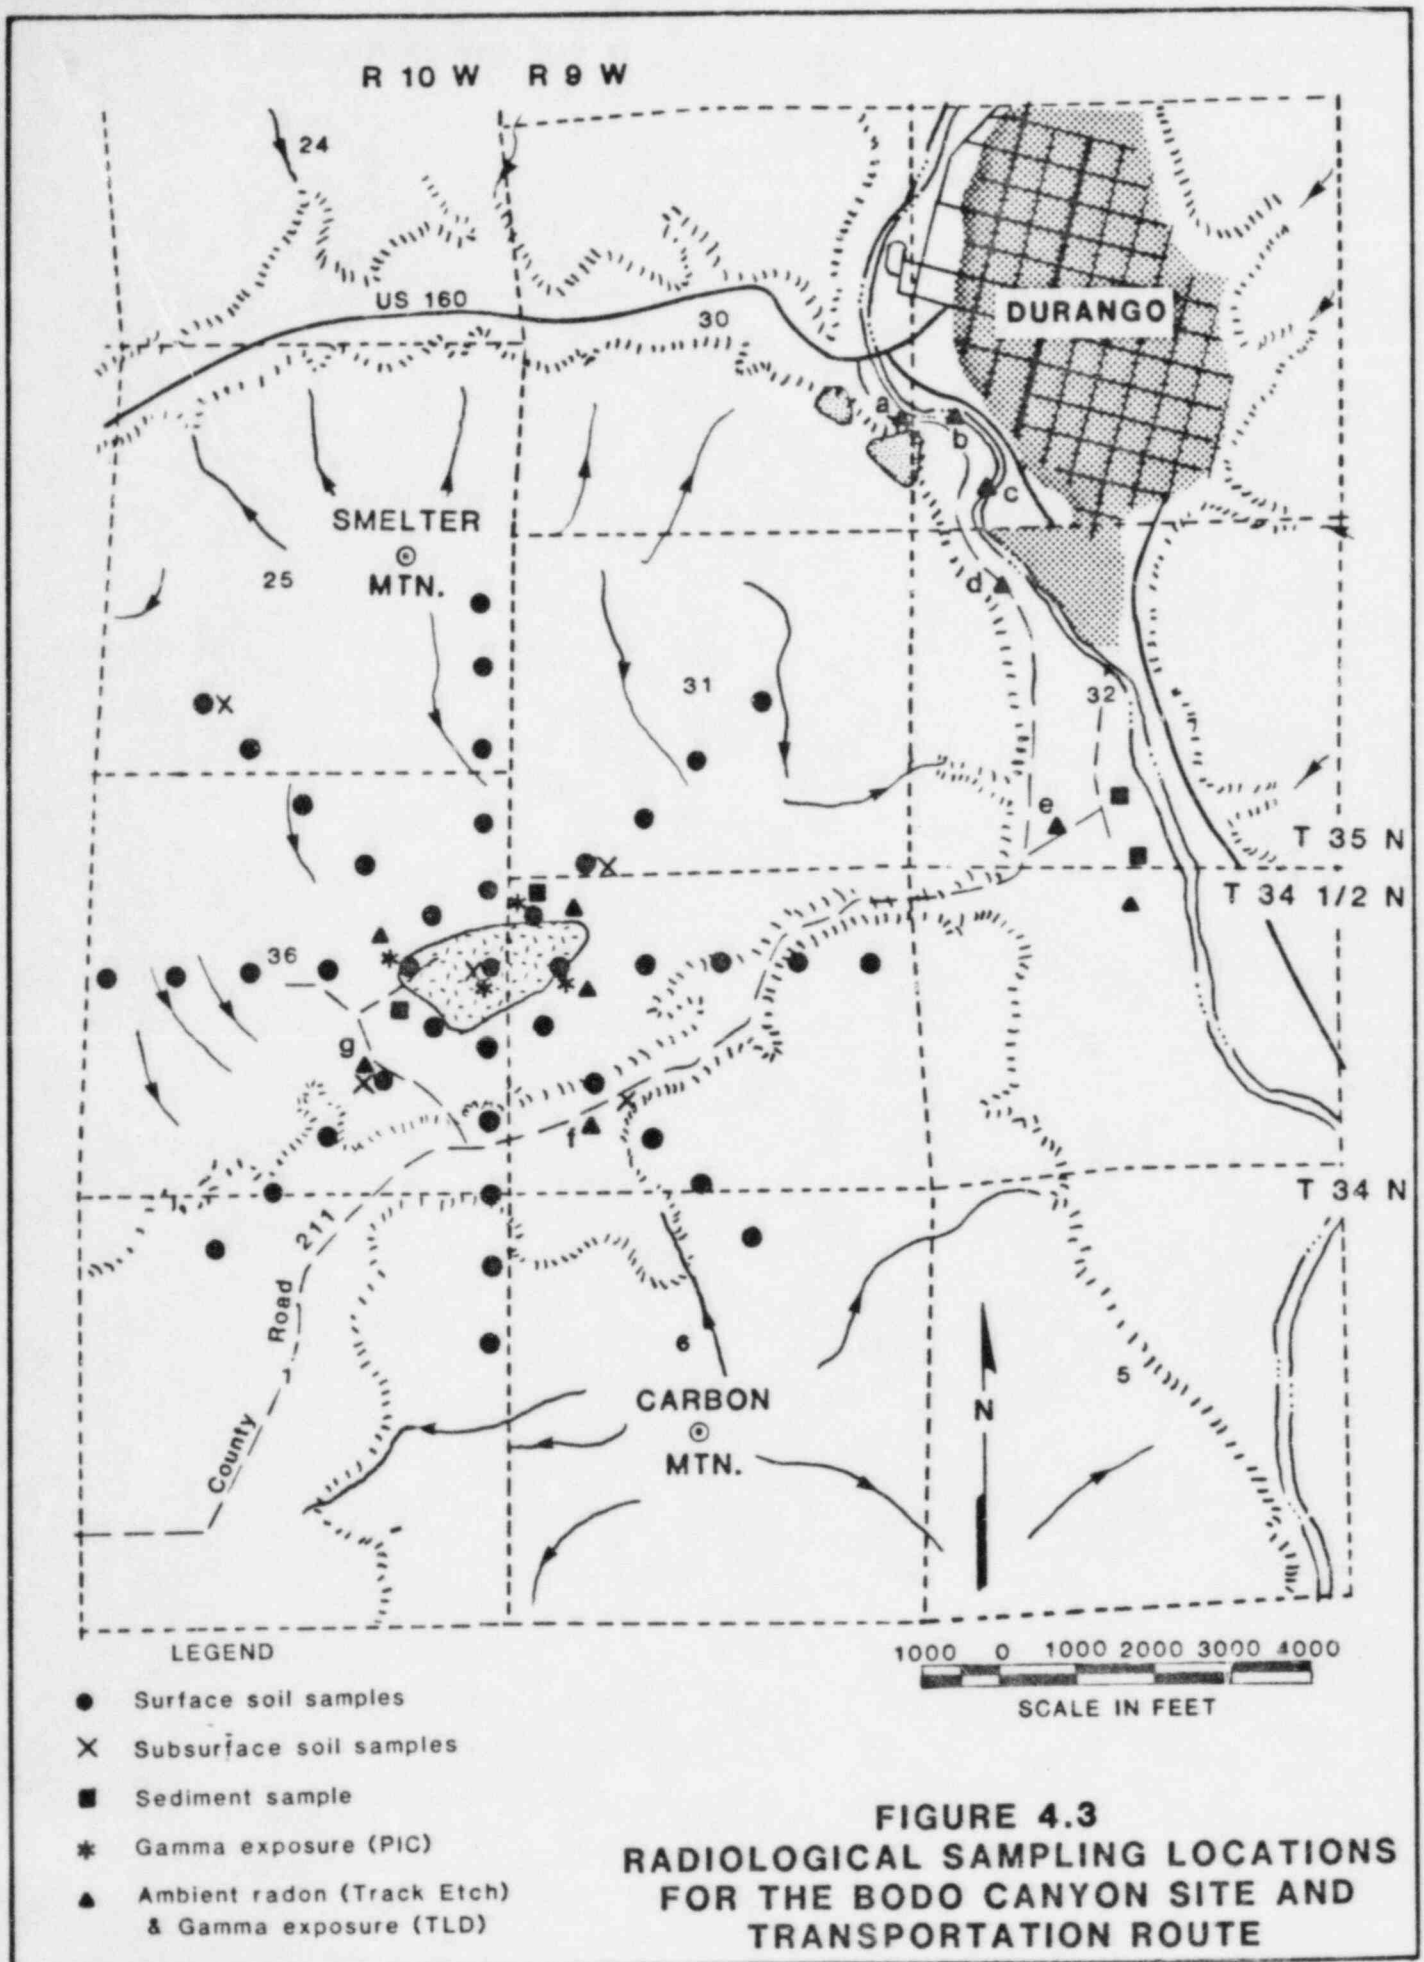 R 10 W R 9 W
24
US 160
30
DURANGO
a
b
c
SMELTER
MTN.
25
d
31
32
e
T 35 N
T 34 1/2 N
36
g
f
T 34 N
211
Road
County
6
5
CARBON
MTN.
N
LEGEND
Surface soil samples
Subsurface soil samples
Sediment sample
Gamma exposure (PIC)
Ambient radon (Track Etch)
& Gamma exposure (TLD)
1000 0 1000 2000 3000 4000
SCALE IN FEET
FIGURE 4.3
RADIOLOGICAL SAMPLING LOCATIONS
FOR THE BODO CANYON SITE AND
TRANSPORTATION ROUTE